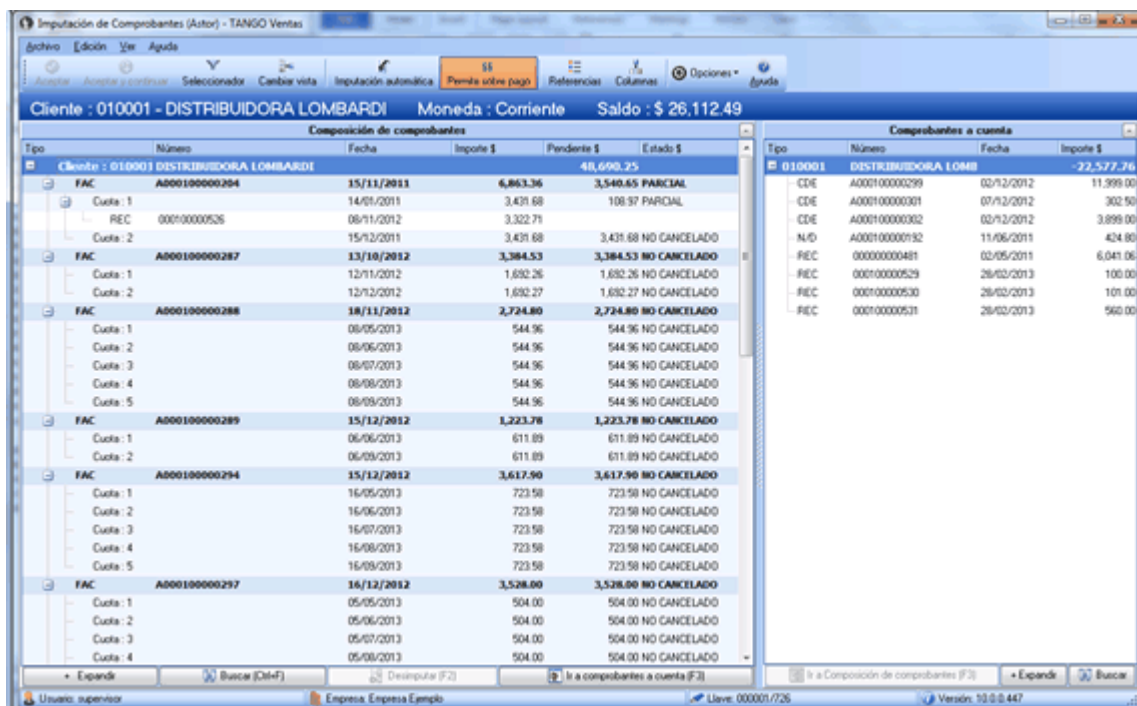 Imputación de Comprobantes (Astor) - TANGO Ventas
Archivo Edición Ver Ayuda
Aceptar Aceptar y continuar Seleccionador Cambiar vista Imputación automática Permite sobre pago Referencias Columnas Opciones Ayuda
Cliente : 010001 - DISTRIBUIDORA LOMBARDI Moneda : Corriente Saldo : $ 26,112.49
Composición de comprobantes
Tipo Número Fecha Importe $ Pendiente $ Estado $
Cliente : 010001 DISTRIBUIDORA LOMBARDI 48,690.25
FAC A000100000204 15/11/2011 6,863.36 3,540.65 PARCIAL
Cuota : 1 14/01/2011 3,431.68 108.97 PARCIAL
REC 000100000526 08/11/2012 3,322.71
Cuota : 2 15/12/2011 3,431.68 3,431.68 NO CANCELADO
FAC A000100000287 13/10/2012 3,384.53 3,384.53 NO CANCELADO
Cuota : 1 12/11/2012 1,692.26 1,692.26 NO CANCELADO
Cuota : 2 12/12/2012 1,692.27 1,692.27 NO CANCELADO
FAC A000100000288 18/11/2012 2,724.80 2,724.80 NO CANCELADO
Cuota : 1 08/05/2013 544.96 544.96 NO CANCELADO
Cuota : 2 08/06/2013 544.96 544.96 NO CANCELADO
Cuota : 3 08/07/2013 544.96 544.96 NO CANCELADO
Cuota : 4 08/08/2013 544.96 544.96 NO CANCELADO
Cuota : 5 08/09/2013 544.96 544.96 NO CANCELADO
FAC A000100000289 15/12/2012 1,223.78 1,223.78 NO CANCELADO
Cuota : 1 06/06/2013 611.89 611.89 NO CANCELADO
Cuota : 2 06/09/2013 611.89 611.89 NO CANCELADO
FAC A000100000294 15/12/2012 3,617.90 3,617.90 NO CANCELADO
Cuota : 1 16/05/2013 723.58 723.58 NO CANCELADO
Cuota : 2 16/06/2013 723.58 723.58 NO CANCELADO
Cuota : 3 16/07/2013 723.58 723.58 NO CANCELADO
Cuota : 4 16/08/2013 723.58 723.58 NO CANCELADO
Cuota : 5 16/09/2013 723.58 723.58 NO CANCELADO
FAC A000100000297 16/12/2012 3,528.00 3,528.00 NO CANCELADO
Cuota : 1 05/05/2013 504.00 504.00 NO CANCELADO
Cuota : 2 05/06/2013 504.00 504.00 NO CANCELADO
Cuota : 3 05/07/2013 504.00 504.00 NO CANCELADO
Cuota : 4 05/08/2013 504.00 504.00 NO CANCELADO
+ Expandir Buscar (Ctrl+F) Desimputar (F2) Ir a comprobantes a cuenta (F3)
Comprobantes a cuenta
Tipo Número Fecha Importe $
010001 DISTRIBUIDORA LOMB -22,577.76
CDE A000100000299 02/12/2012 11,999.00
CDE A000100000301 07/12/2012 302.50
CDE A000100000302 02/12/2012 3,899.00
N/D A000100000192 11/06/2011 424.80
REC 000000000481 02/05/2011 6,041.06
REC 000100000529 28/02/2013 100.00
REC 000100000530 28/02/2013 101.00
REC 000100000531 28/02/2013 560.00
Ir a Composición de comprobantes (F3) + Expandir Buscar
Usuario: supervisor Empresa: Empresa Ejemplo Llave: 000001/726 Versión: 10.0.0.447